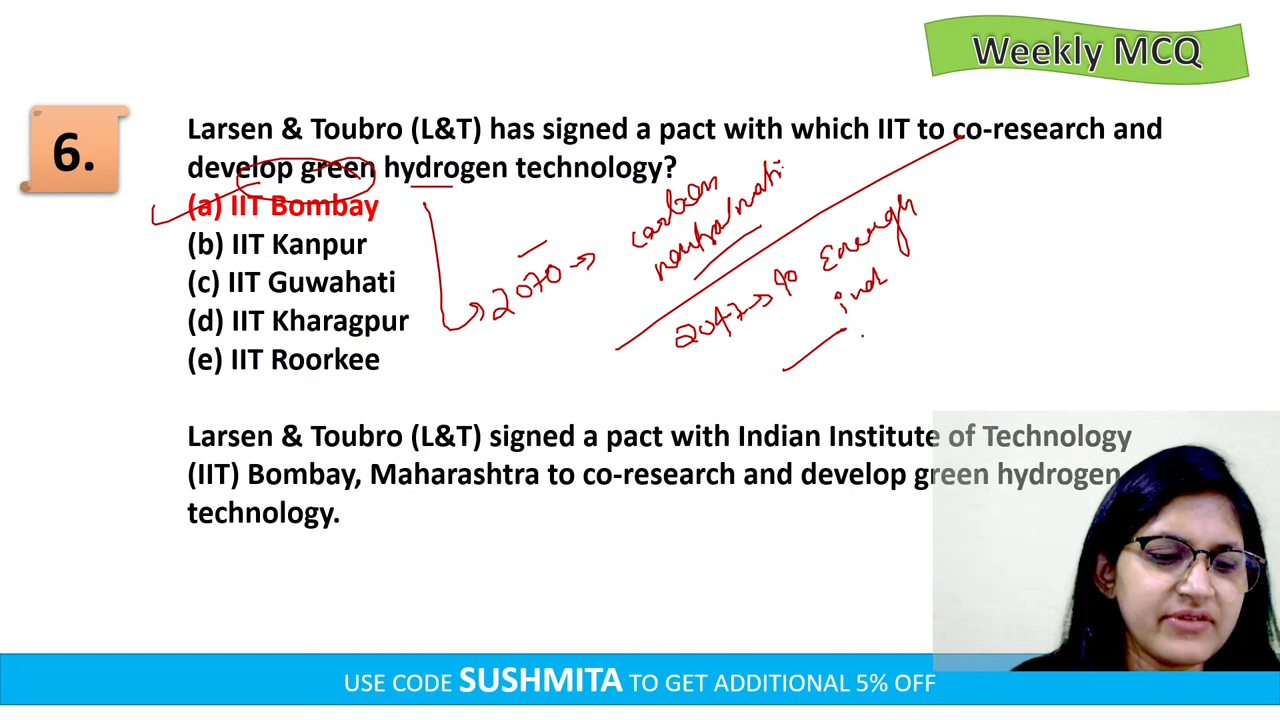 Weekly MCQ
6.
Larsen & Toubro (L&T) has signed a pact with which IIT to co-research and
develop green hydrogen technology?
(a) IIT Bombay
(b) IIT Kanpur
(c) IIT Guwahati
(d) IIT Kharagpur
(e) IIT Roorkee
2070 → carbon
neutral nati
2047 → Energy
ind
Larsen & Toubro (L&T) signed a pact with Indian Institute of Technology
(IIT) Bombay, Maharashtra to co-research and develop green hydrogen
technology.
USE CODE SUSHMITA TO GET ADDITIONAL 5% OFF